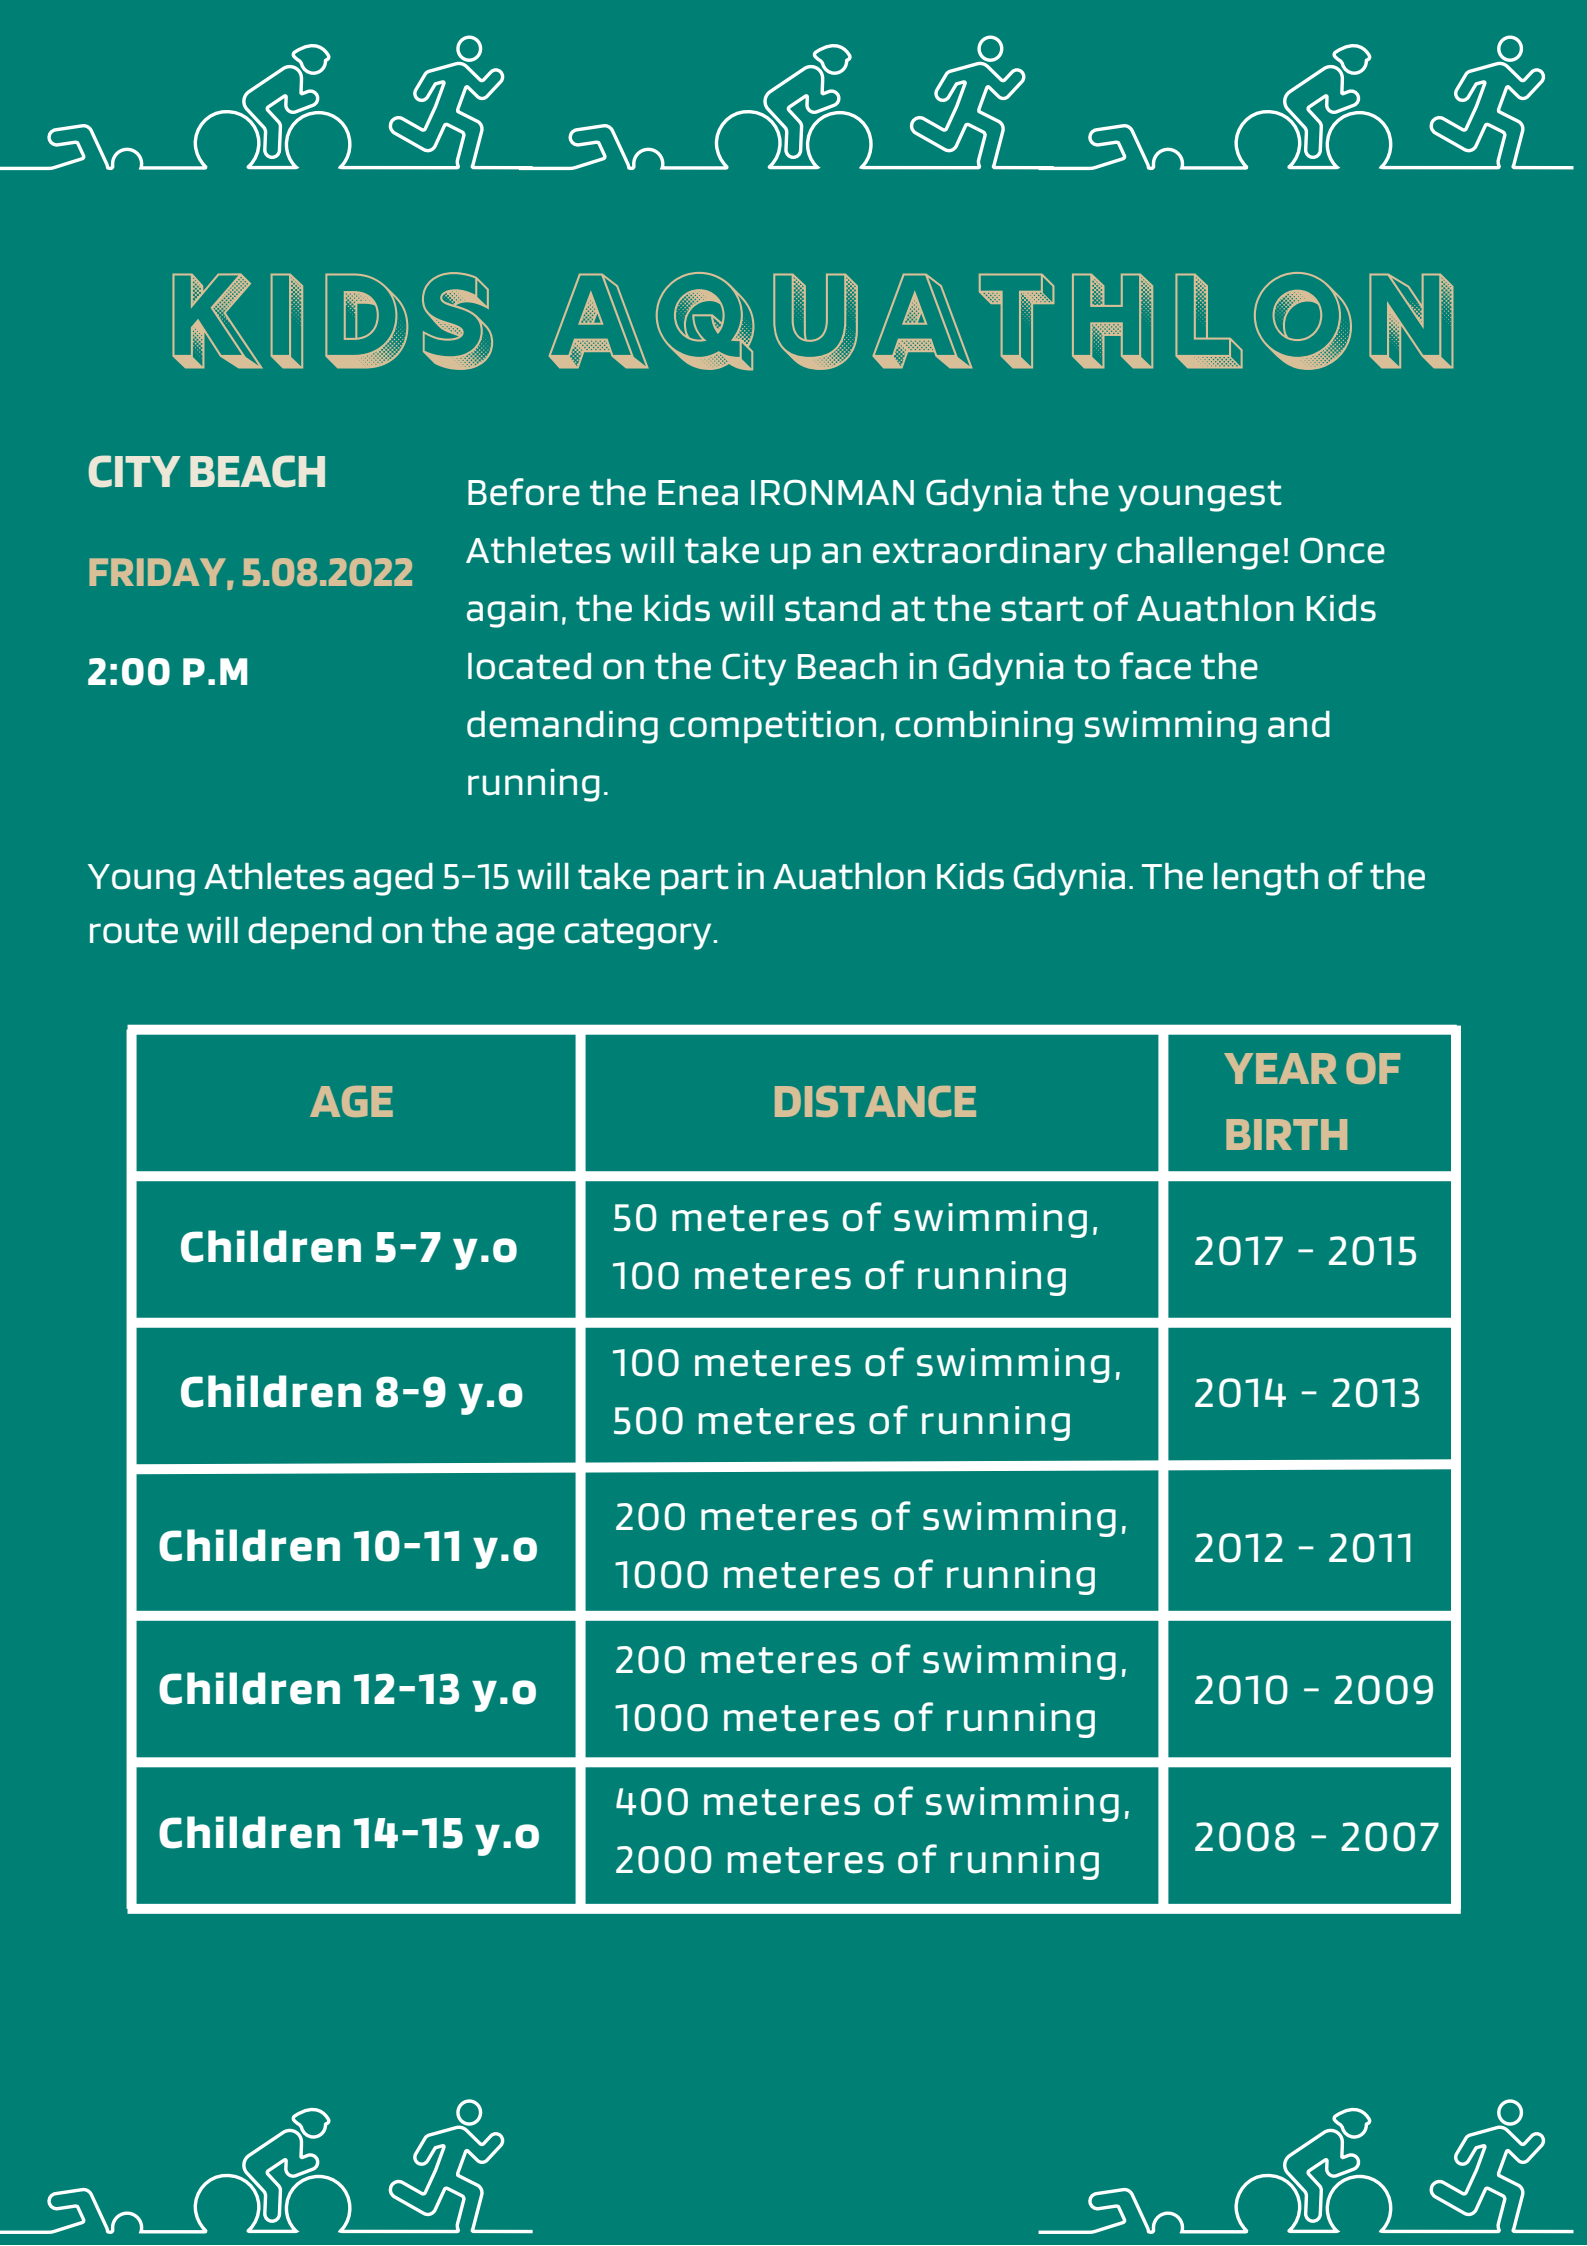 KIDS AQUATHLON
CITY BEACH
FRIDAY, 5.08.2022
2:00 P.M
Before the Enea IRONMAN Gdynia the youngest
Athletes will take up an extraordinary challenge! Once
again, the kids will stand at the start of Auathlon Kids
located on the City Beach in Gdynia to face the
demanding competition, combining swimming and
running.
Young Athletes aged 5-15 will take part in Auathlon Kids Gdynia. The length of the
route will depend on the age category.
AGE
DISTANCE
YEAR OF
BIRTH
Children 5-7 y.o
50 meteres of swimming,
100 meteres of running
2017 - 2015
Children 8-9 y.o
100 meteres of swimming,
500 meteres of running
2014 - 2013
Children 10-11 y.o
200 meteres of swimming,
1000 meteres of running
2012 - 2011
Children 12-13 y.o
200 meteres of swimming,
1000 meteres of running
2010 - 2009
Children 14-15 y.o
400 meteres of swimming,
2000 meteres of running
2008 - 2007